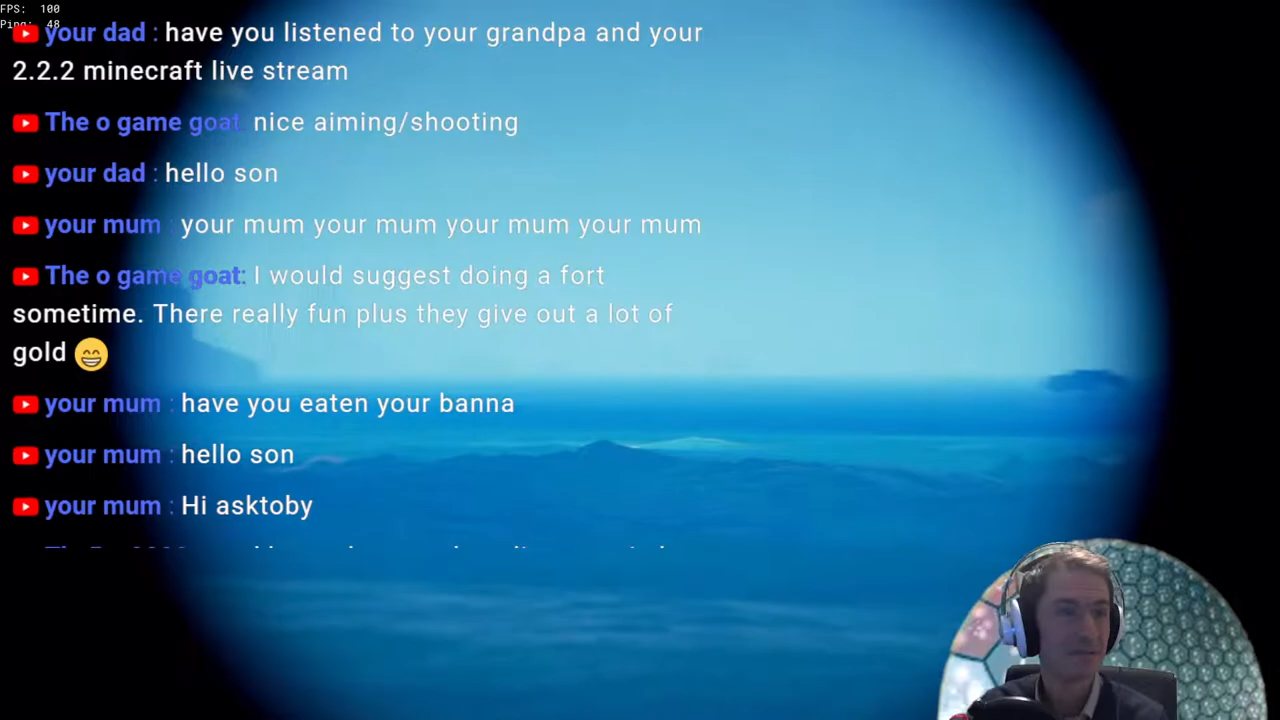 FPS: 100
Ping: 48
your dad : have you listened to your grandpa and your
2.2.2 minecraft live stream
The o game goat: nice aiming/shooting
your dad : hello son
your mum : your mum your mum your mum your mum
The o game goat: I would suggest doing a fort
sometime. There really fun plus they give out a lot of
gold 😁
your mum : have you eaten your banna
your mum : hello son
your mum : Hi asktoby